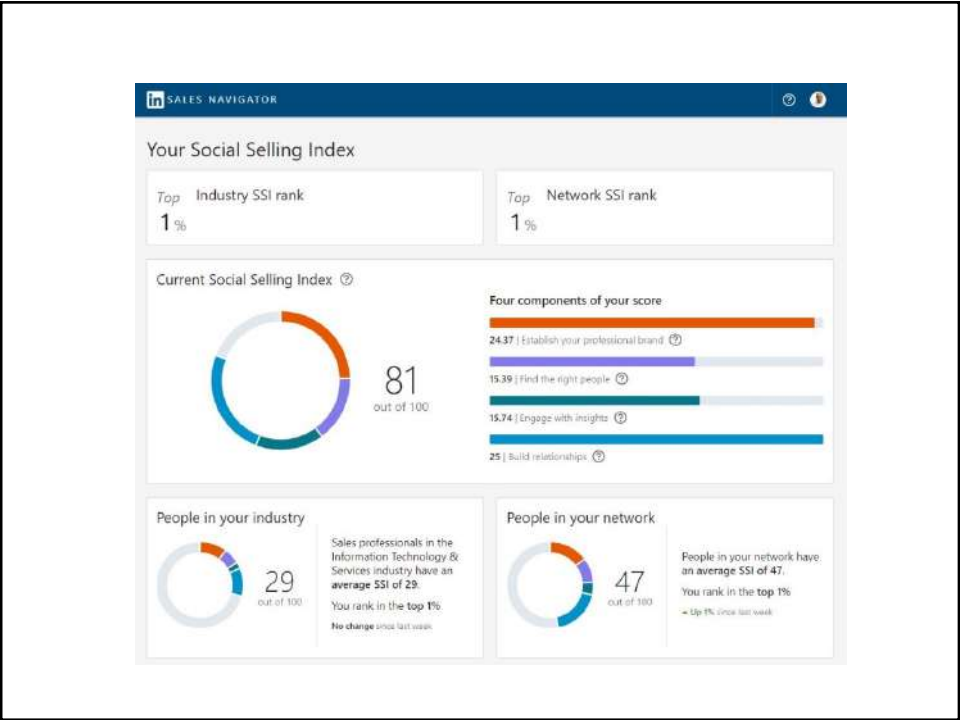 in SALES NAVIGATOR
Your Social Selling Index
Top Industry SSI rank
1 %
Top Network SSI rank
1 %
Current Social Selling Index ?
81
out of 100
Four components of your score
24.37 | Establish your professional brand ?
15.39 | Find the right people ?
15.74 | Engage with insights ?
25 | Build relationships ?
People in your industry
29
out of 100
Sales professionals in the
Information Technology &
Services industry have an
average SSI of 29.
You rank in the top 1%
No change since last week
People in your network
47
out of 100
People in your network have
an average SSI of 47.
You rank in the top 1%
Up 1% since last week